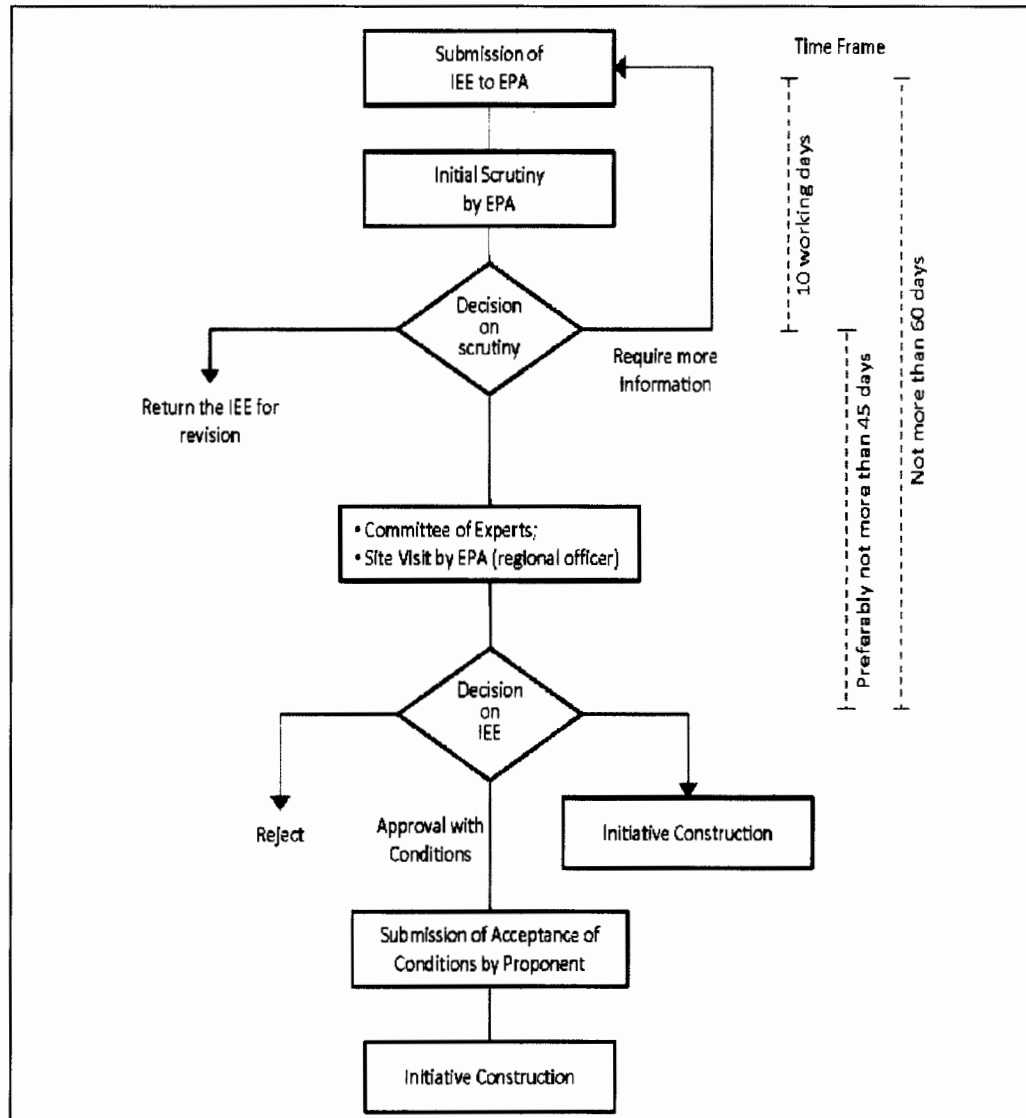 Submission of
IEE to EPA
Time Frame
Initial Scrutiny
by EPA
10 working days
Decision
on
scrutiny
Require more
Information
Return the IEE for
revision
Not more than 60 days
Preferably not more than 45 days
• Committee of Experts;
• Site Visit by EPA (regional officer)
Decision
on
IEE
Reject
Approval with
Conditions
Initiative Construction
Submission of Acceptance of
Conditions by Proponent
Initiative Construction